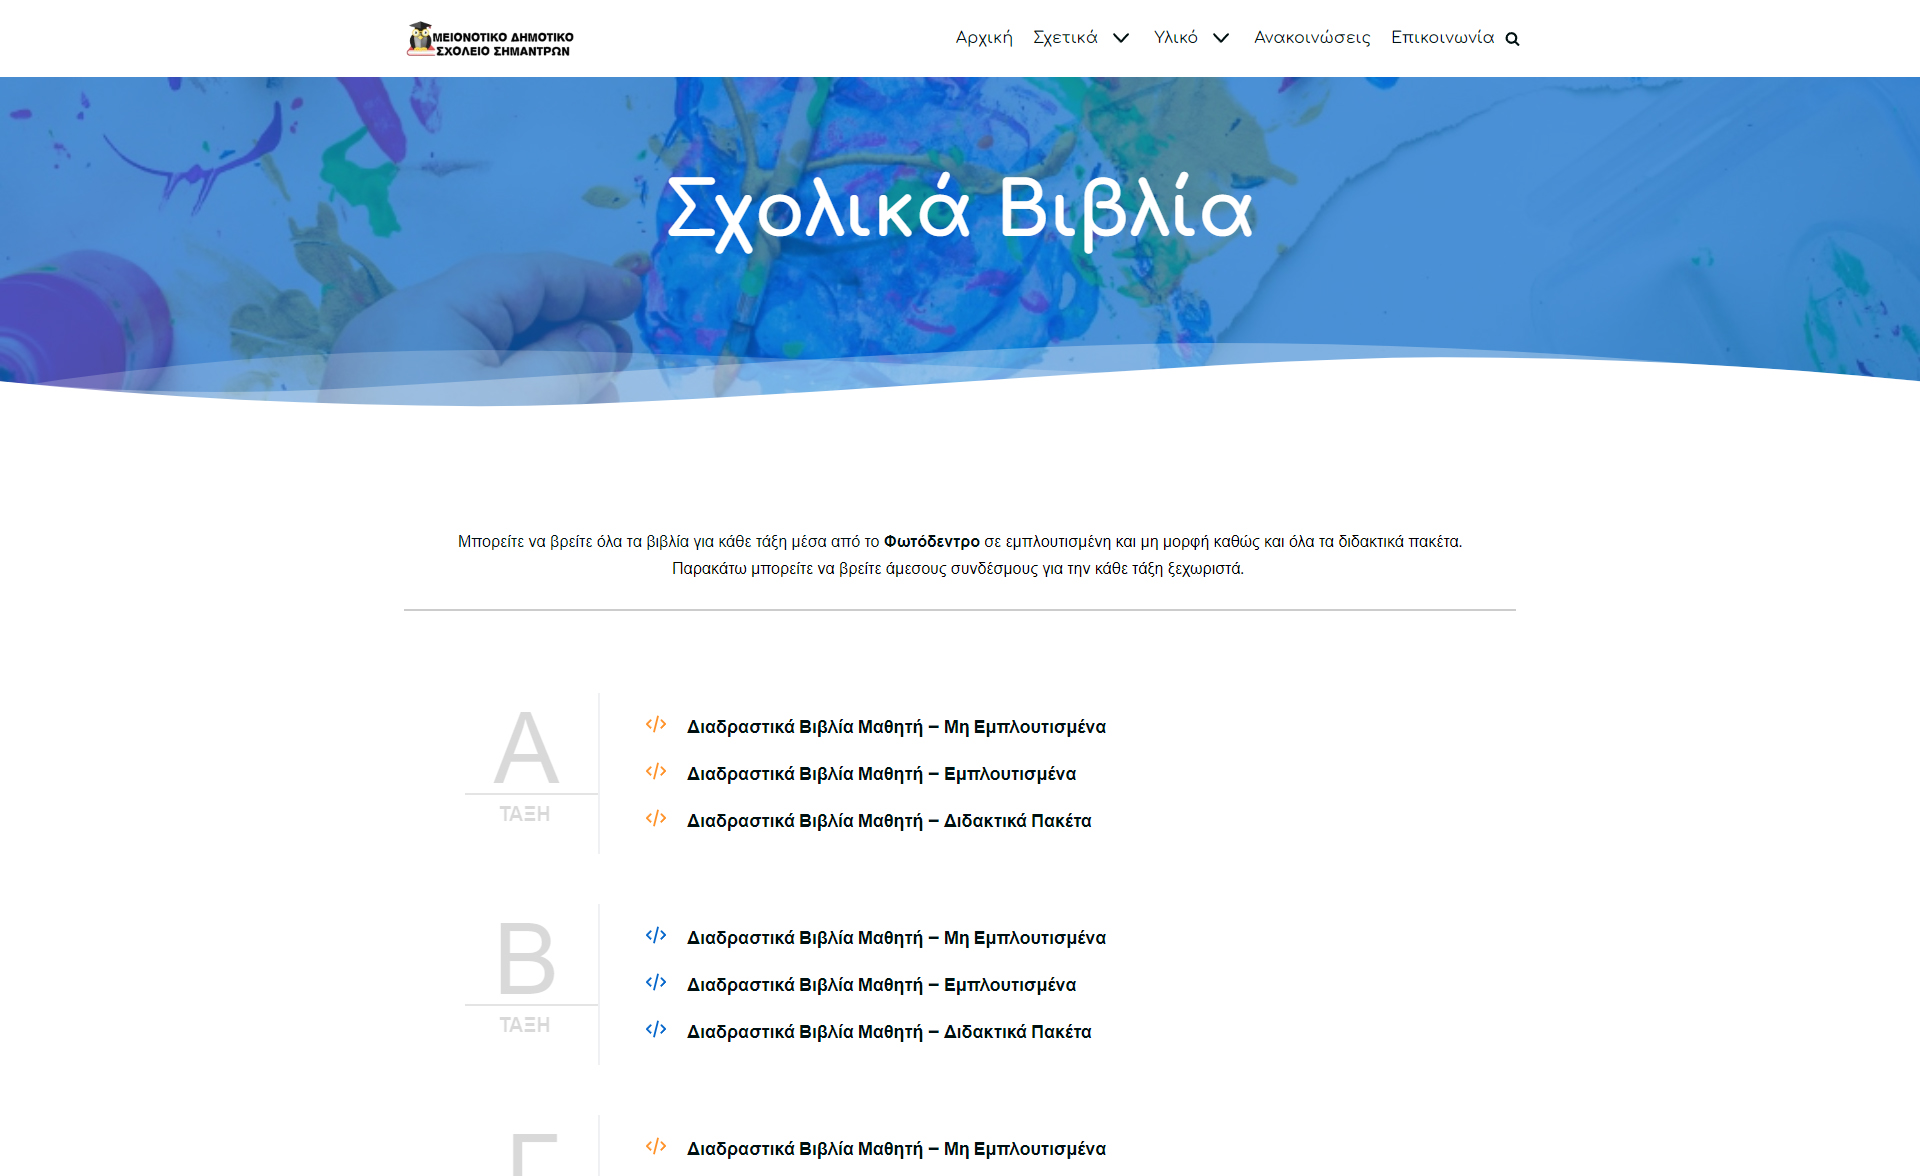 ΜΕΙΟΝΟΤΙΚΟ ΔΗΜΟΤΙΚΟ
ΣΧΟΛΕΙΟ ΣΗΜΑΝΤΡΩΝ
Αρχική Σχετικά Υλικό Ανακοινώσεις Επικοινωνία
Σχολικά Βιβλία
Μπορείτε να βρείτε όλα τα βιβλία για κάθε τάξη μέσα από το Φωτόδεντρο σε εμπλουτισμένη και μη μορφή καθώς και όλα τα διδακτικά πακέτα.
Παρακάτω μπορείτε να βρείτε άμεσους συνδέσμους για την κάθε τάξη ξεχωριστά.
Α
ΤΑΞΗ
Διαδραστικά Βιβλία Μαθητή – Μη Εμπλουτισμένα
Διαδραστικά Βιβλία Μαθητή – Εμπλουτισμένα
Διαδραστικά Βιβλία Μαθητή – Διδακτικά Πακέτα
Β
ΤΑΞΗ
Διαδραστικά Βιβλία Μαθητή – Μη Εμπλουτισμένα
Διαδραστικά Βιβλία Μαθητή – Εμπλουτισμένα
Διαδραστικά Βιβλία Μαθητή – Διδακτικά Πακέτα
Γ
Διαδραστικά Βιβλία Μαθητή – Μη Εμπλουτισμένα